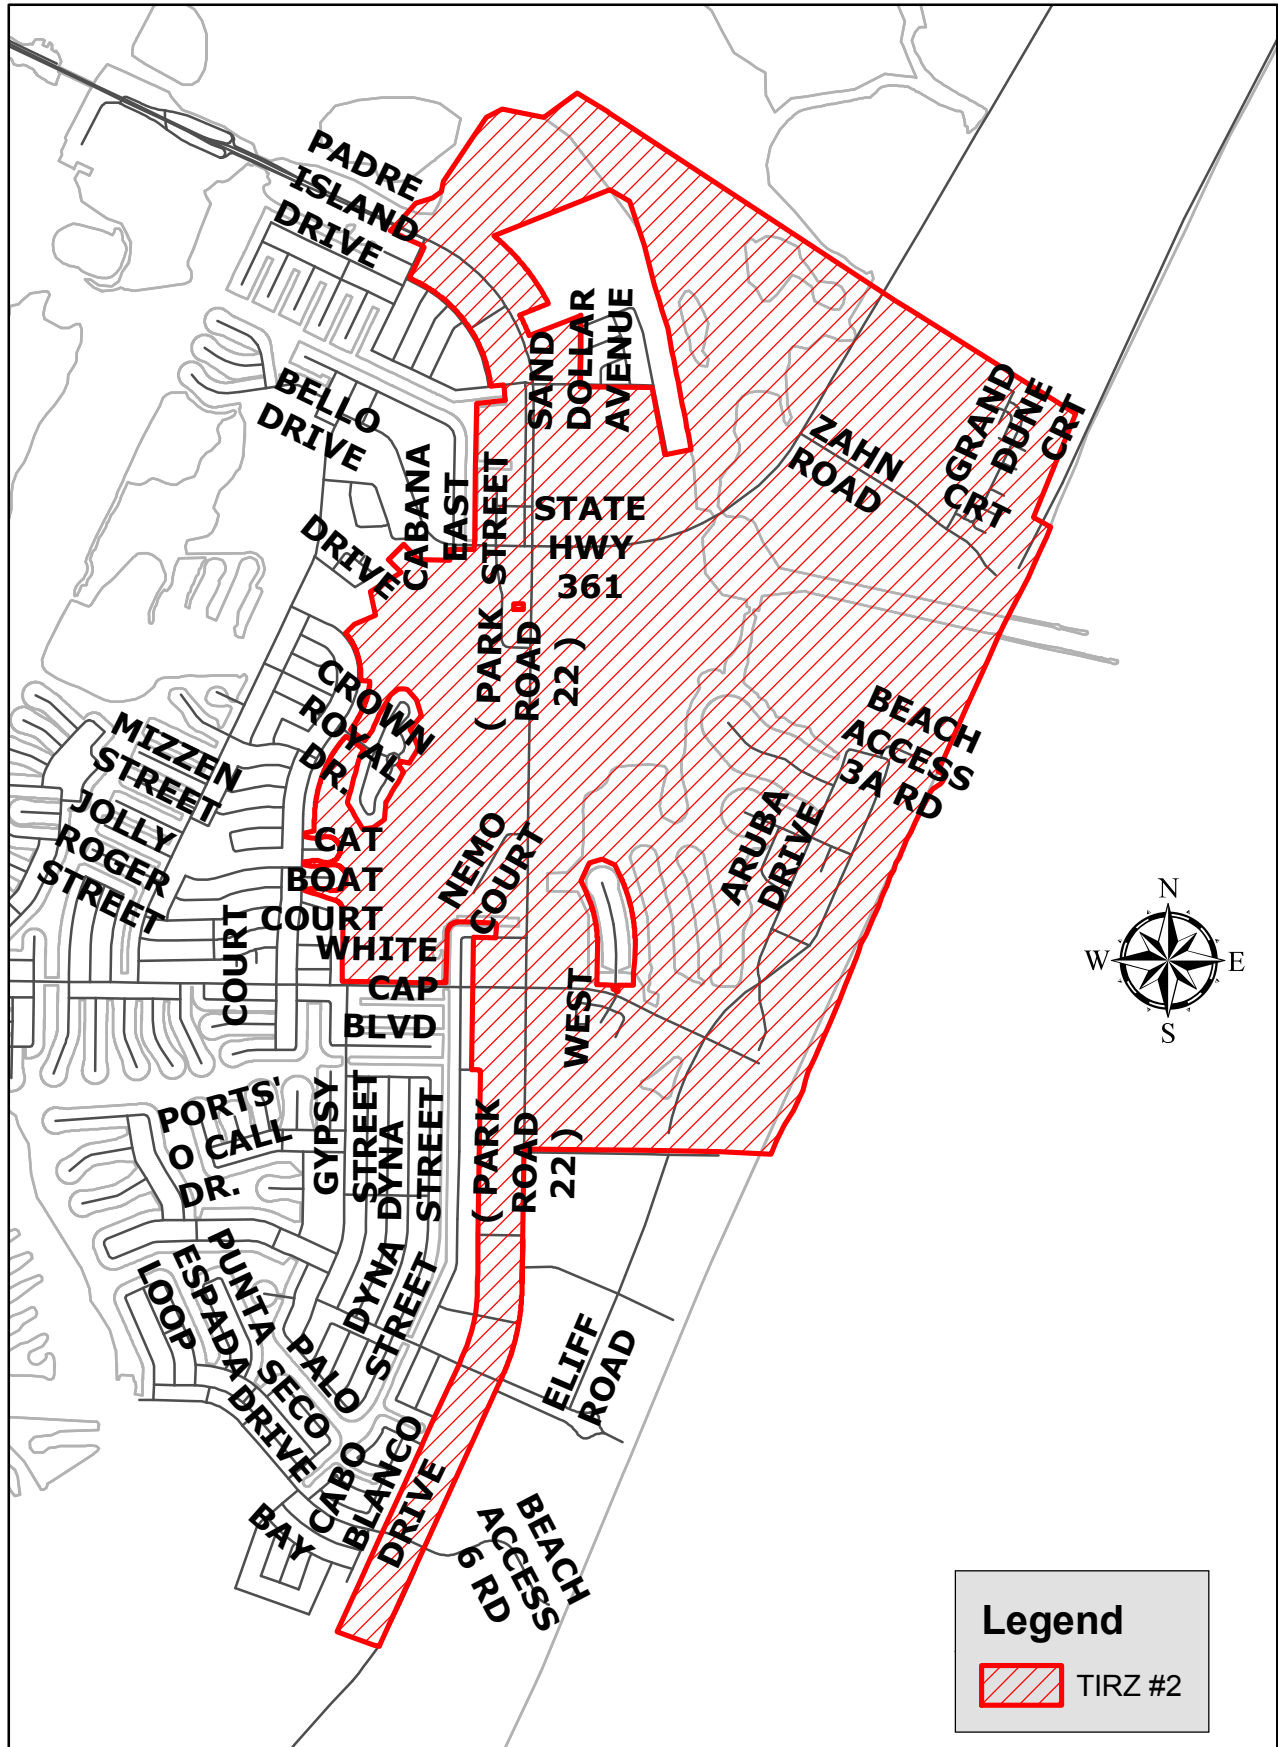 PADRE
ISLAND
DRIVE
SAND
DOLLAR
AVENUE
BELLO
DRIVE
GRAND
DUNE
CRT
CRT
ZAHN
ROAD
CABANA
EAST
STREET
DRIVE
STATE
HWY
361
( PARK
ROAD
22 )
CROWN
ROYAL
DR.
MIZZEN
STREET
JOLLY
ROGER
STREET
BEACH
ACCESS
3A RD
ARUBA
DRIVE
NEMO
COURT
CAT
BOAT
COURT
COURT
WHITE
CAP
BLVD
WEST
N
W
E
S
PORTS'
O CALL
DR.
GYPSY
STREET
DYNA
STREET
( PARK
ROAD
22 )
DYNA
STREET
PUNTA
ESPADA
LOOP
PALO
SECO
DRIVE
ELIFF
ROAD
CABO
BLANCO
DRIVE
BAY
BEACH
ACCESS
6 RD
Legend
TIRZ #2